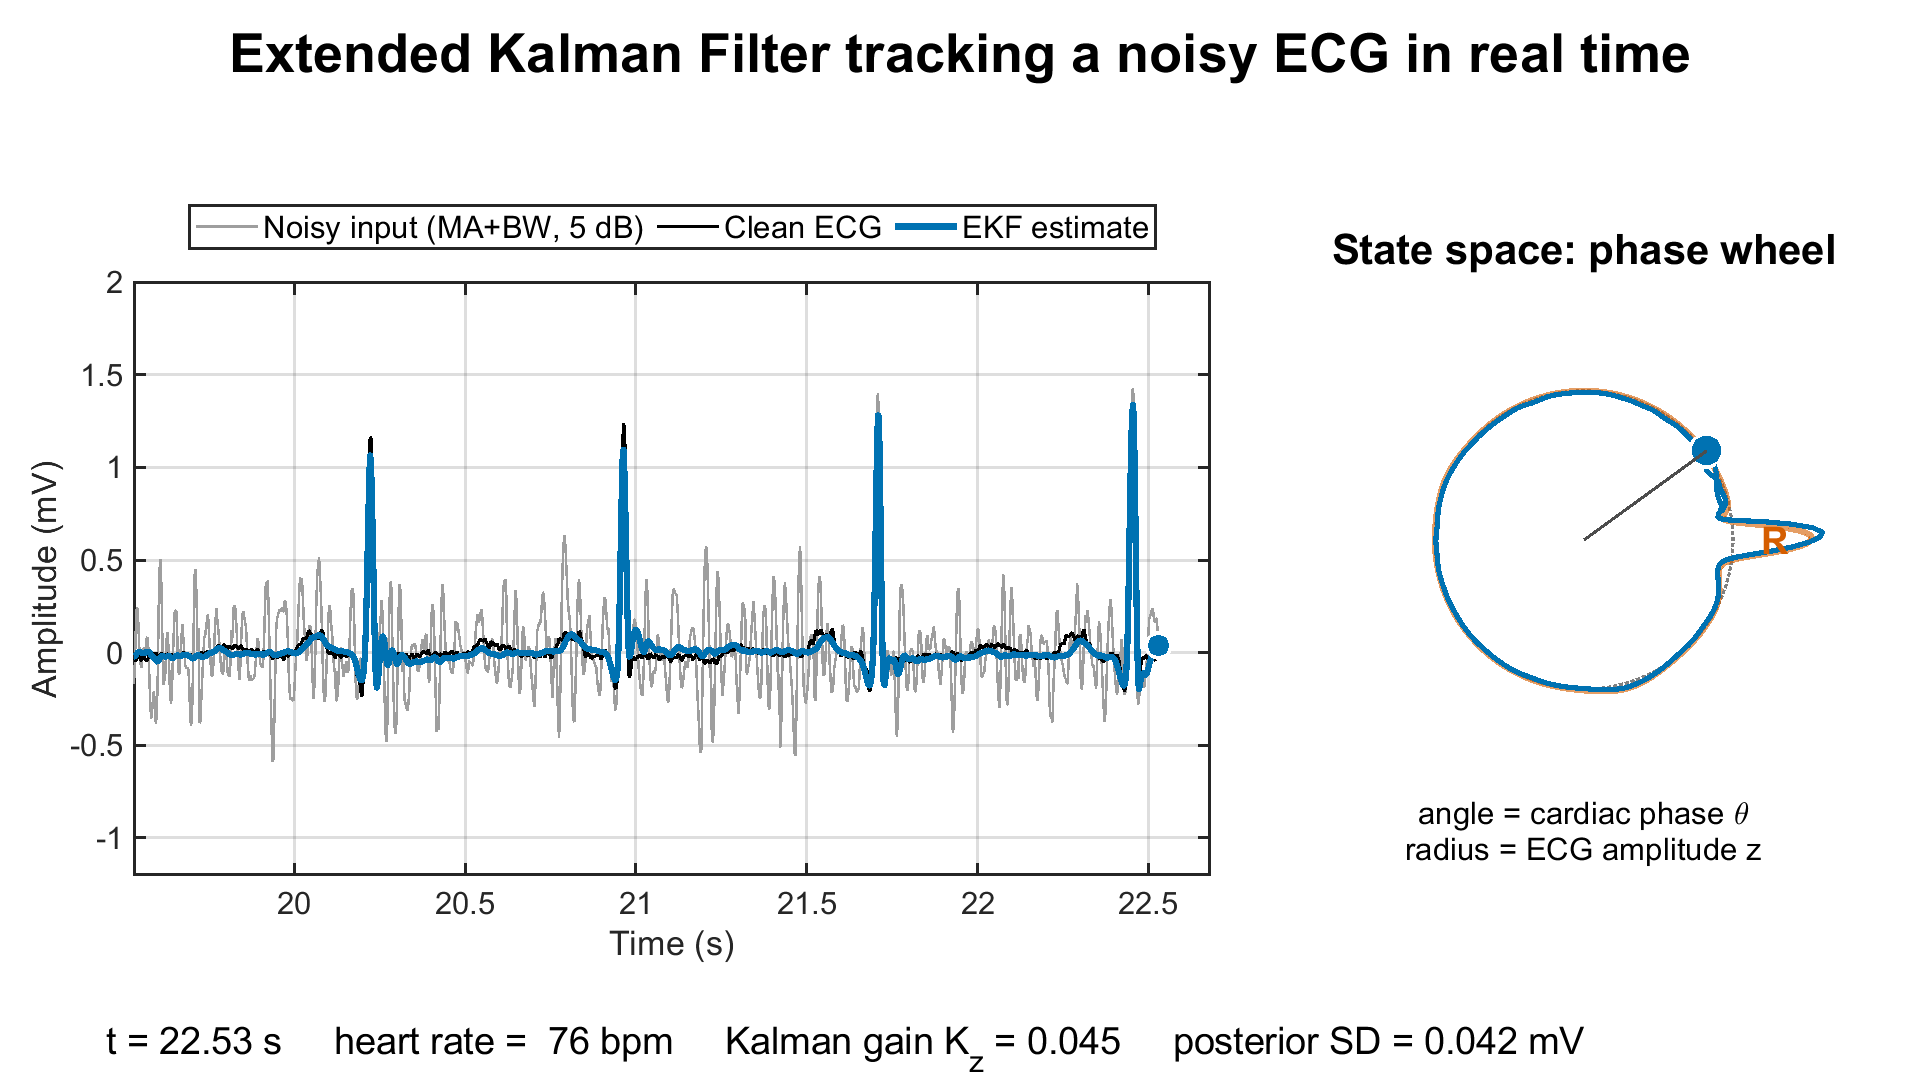 Extended Kalman Filter tracking a noisy ECG in real time
Noisy input (MA+BW, 5 dB) Clean ECG EKF estimate
State space: phase wheel
2
1.5
1
0.5
0
-0.5
-1
Amplitude (mV)
20 20.5 21 21.5 22 22.5
Time (s)
R
angle = cardiac phase θ
radius = ECG amplitude z
t = 22.53 s heart rate = 76 bpm Kalman gain K_z = 0.045 posterior SD = 0.042 mV